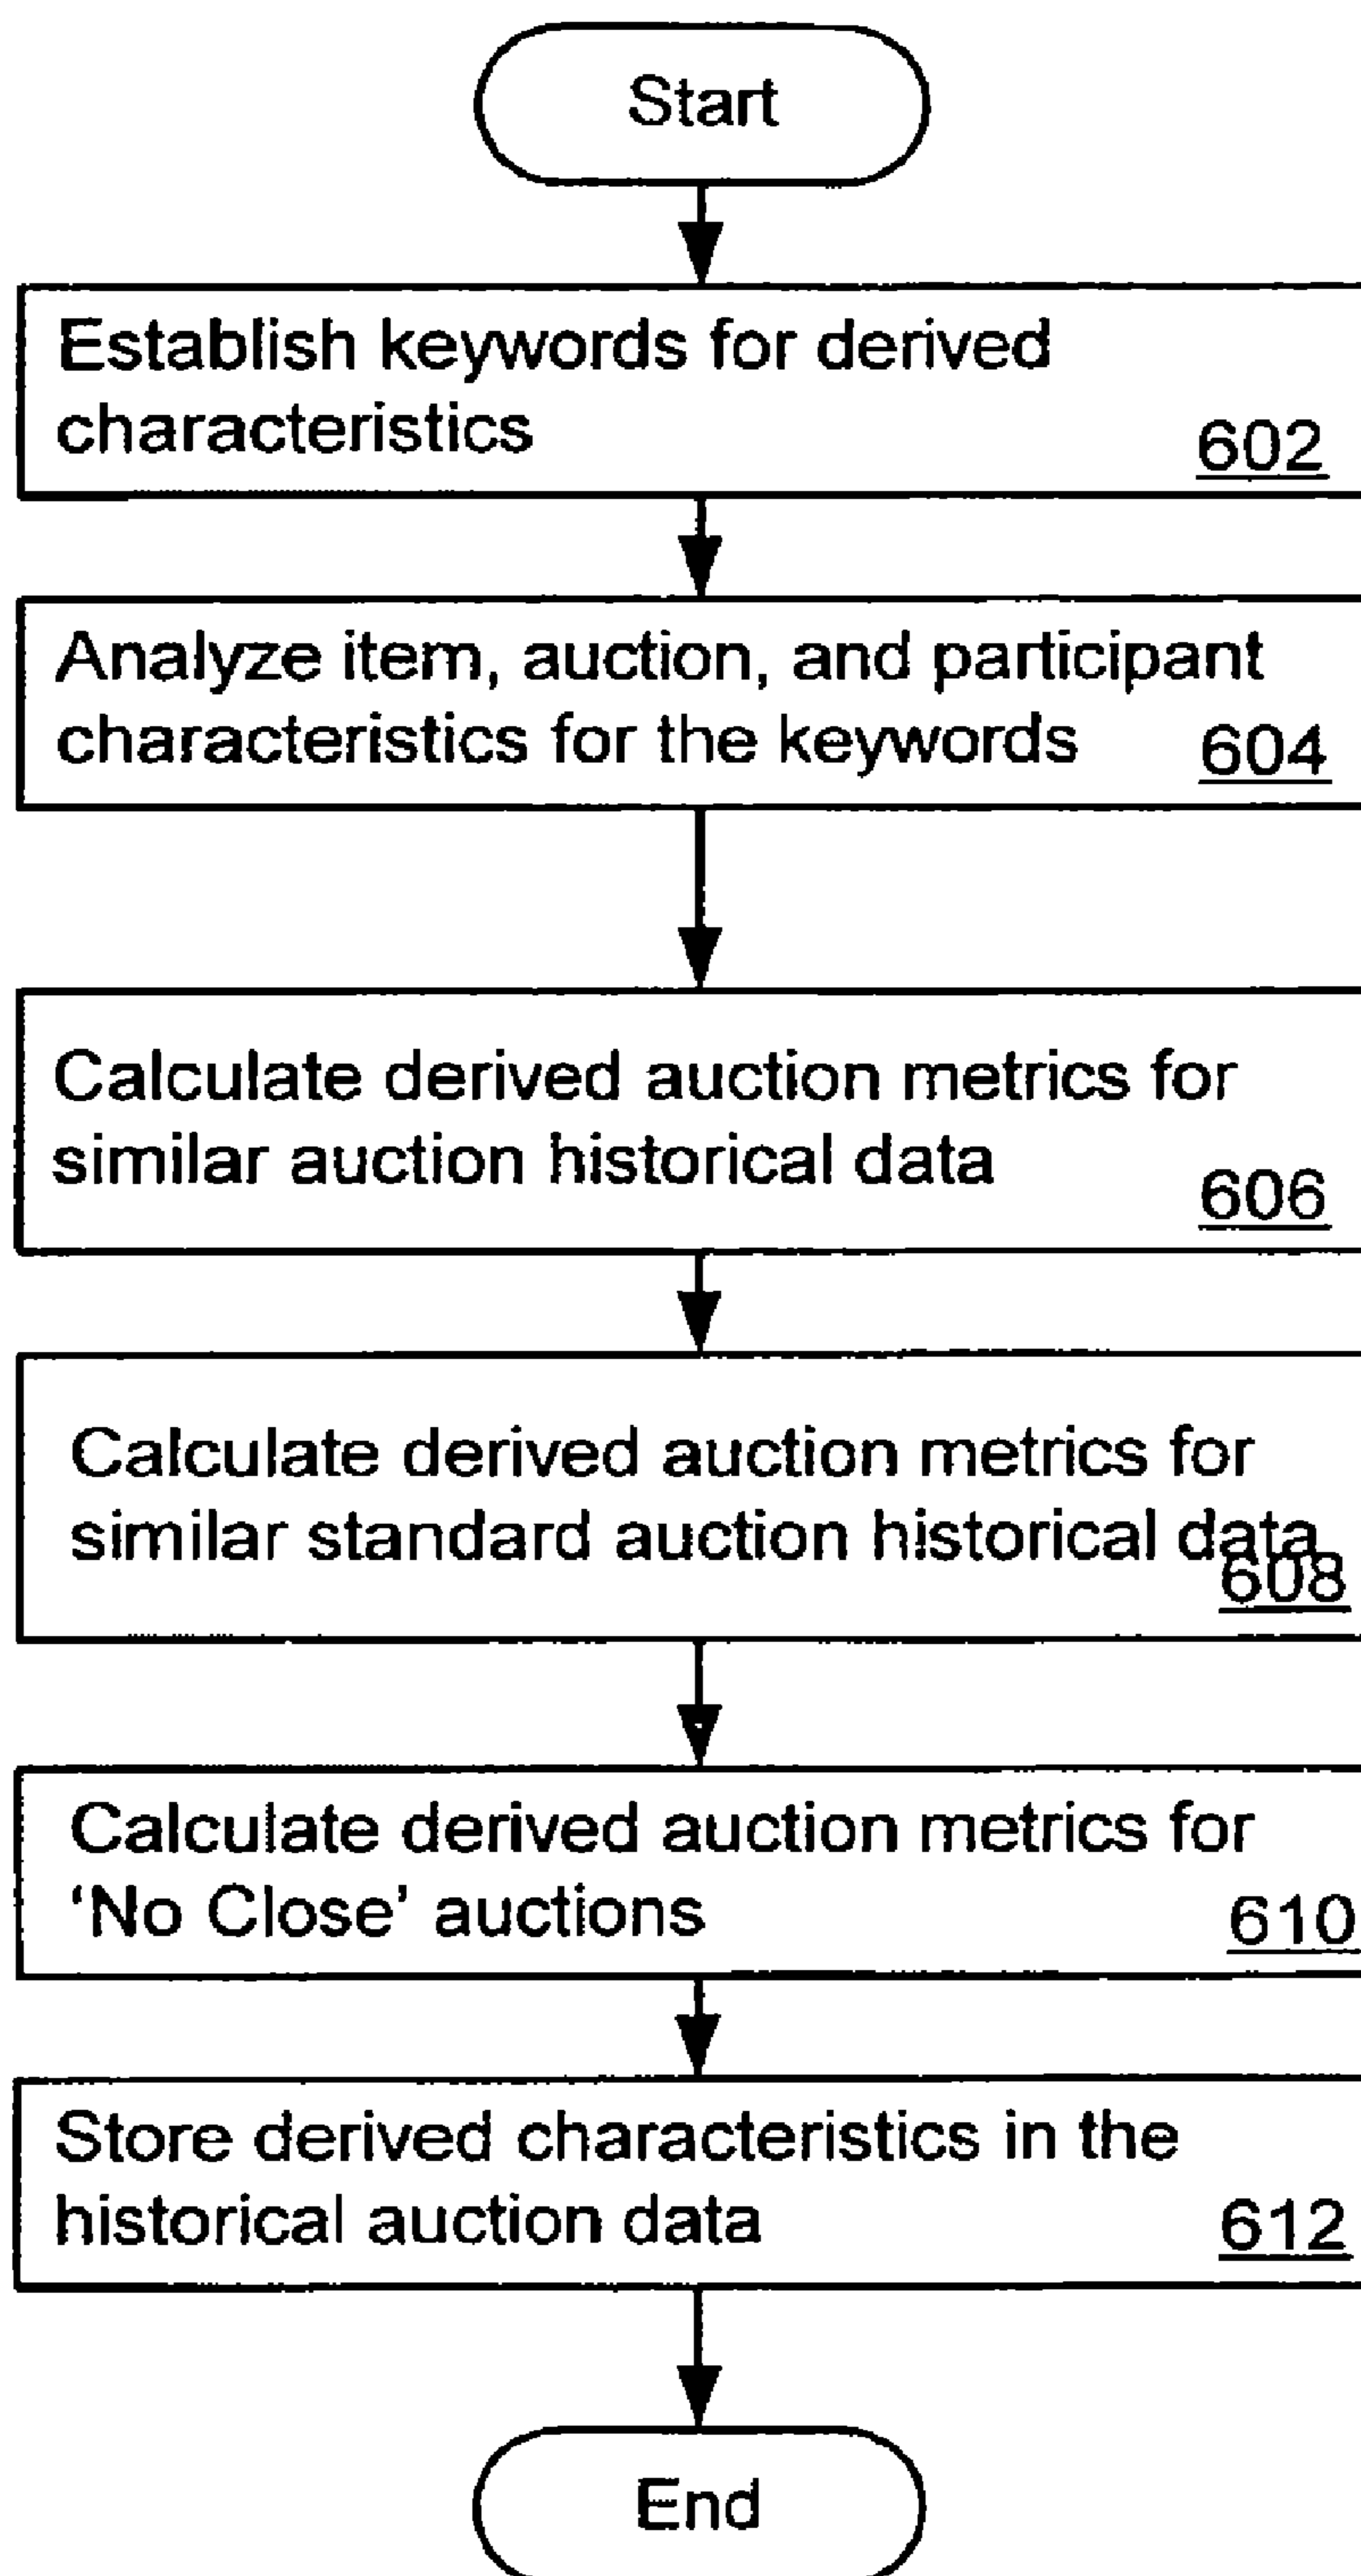 Start
Establish keywords for derived
characteristics
602
Analyze item, auction, and participant
characteristics for the keywords
604
Calculate derived auction metrics for
similar auction historical data
606
Calculate derived auction metrics for
similar standard auction historical data
608
Calculate derived auction metrics for
‘No Close’ auctions
610
Store derived characteristics in the
historical auction data
612
End